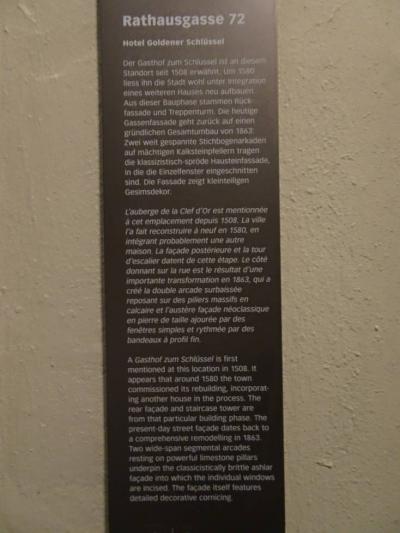 Rathausgasse 72
Hotel Goldener Schlüssel
Der Gasthof zum Schlüssel ist an diesem
Standort seit 1508 erwähnt. Um 1580
liess ihn die Stadt wohl unter Integration
eines weiteren Hauses neu aufbauen.
Aus dieser Bauphase stammen Rück-
fassade und Treppenturm. Die heutige
Gassenfassade geht zurück auf einen
gründlichen Gesamtumbau von 1863:
Zwei weit gespannte Stichbogenarkaden
auf mächtigen Kalksteinpfeilern tragen
die klassizistisch-spröde Hausteinfassade,
in die die Einzelfenster eingeschnitten
sind. Die Fassade zeigt kleinteiligen
Gesimsdekor.
L'auberge de la Clef d'Or est mentionnée
à cet emplacement depuis 1508. La ville
l'a fait reconstruire à neuf en 1580, en
intégrant probablement une autre
maison. La façade postérieure et la tour
d'escalier datent de cette étape. Le côté
donnant sur la rue est le résultat d'une
importante transformation en 1863, qui a
créé la double arcade surbaissée
reposant sur des piliers massifs en
calcaire et l'austère façade néoclassique
en pierre de taille ajourée par des
fenêtres simples et rythmée par des
bandeaux à profil fin.
A Gasthof zum Schlüssel is first
mentioned at this location in 1508. It
appears that around 1580 the town
commissioned its rebuilding, incorporat-
ing another house in the process. The
rear façade and staircase tower are
from that particular building phase. The
present-day street façade dates back to
a comprehensive remodelling in 1863.
Two wide-span segmental arcades
resting on powerful limestone pillars
underpin the classicistically brittle ashlar
façade into which the individual windows
are incised. The façade itself features
detailed decorative cornicing.